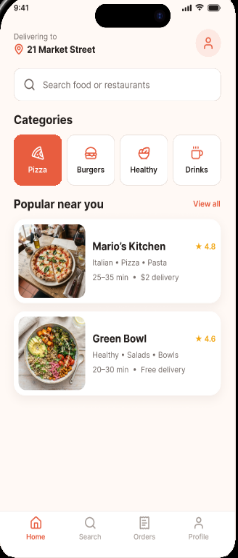 9:41
Delivering to
21 Market Street
Search food or restaurants
Categories
Pizza
Burgers
Healthy
Drinks
Popular near you
View all
Mario's Kitchen
★ 4.8
Italian • Pizza • Pasta
25–35 min • $2 delivery
Green Bowl
★ 4.6
Healthy • Salads • Bowls
20–30 min • Free delivery
Home
Search
Orders
Profile